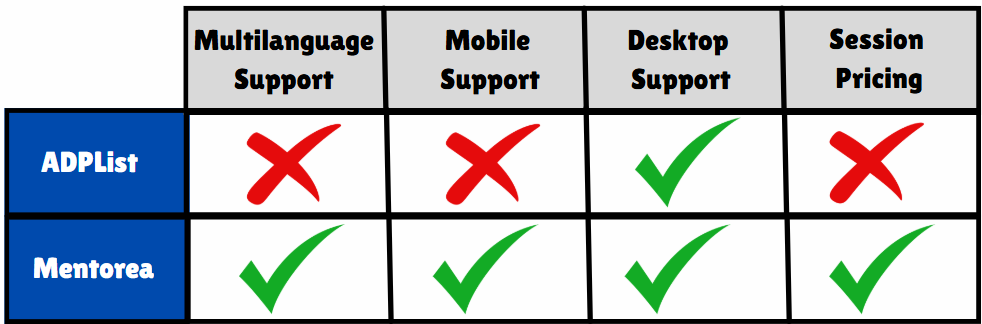 Multilanguage Support
Mobile Support
Desktop Support
Session Pricing
ADPList
Mentorea